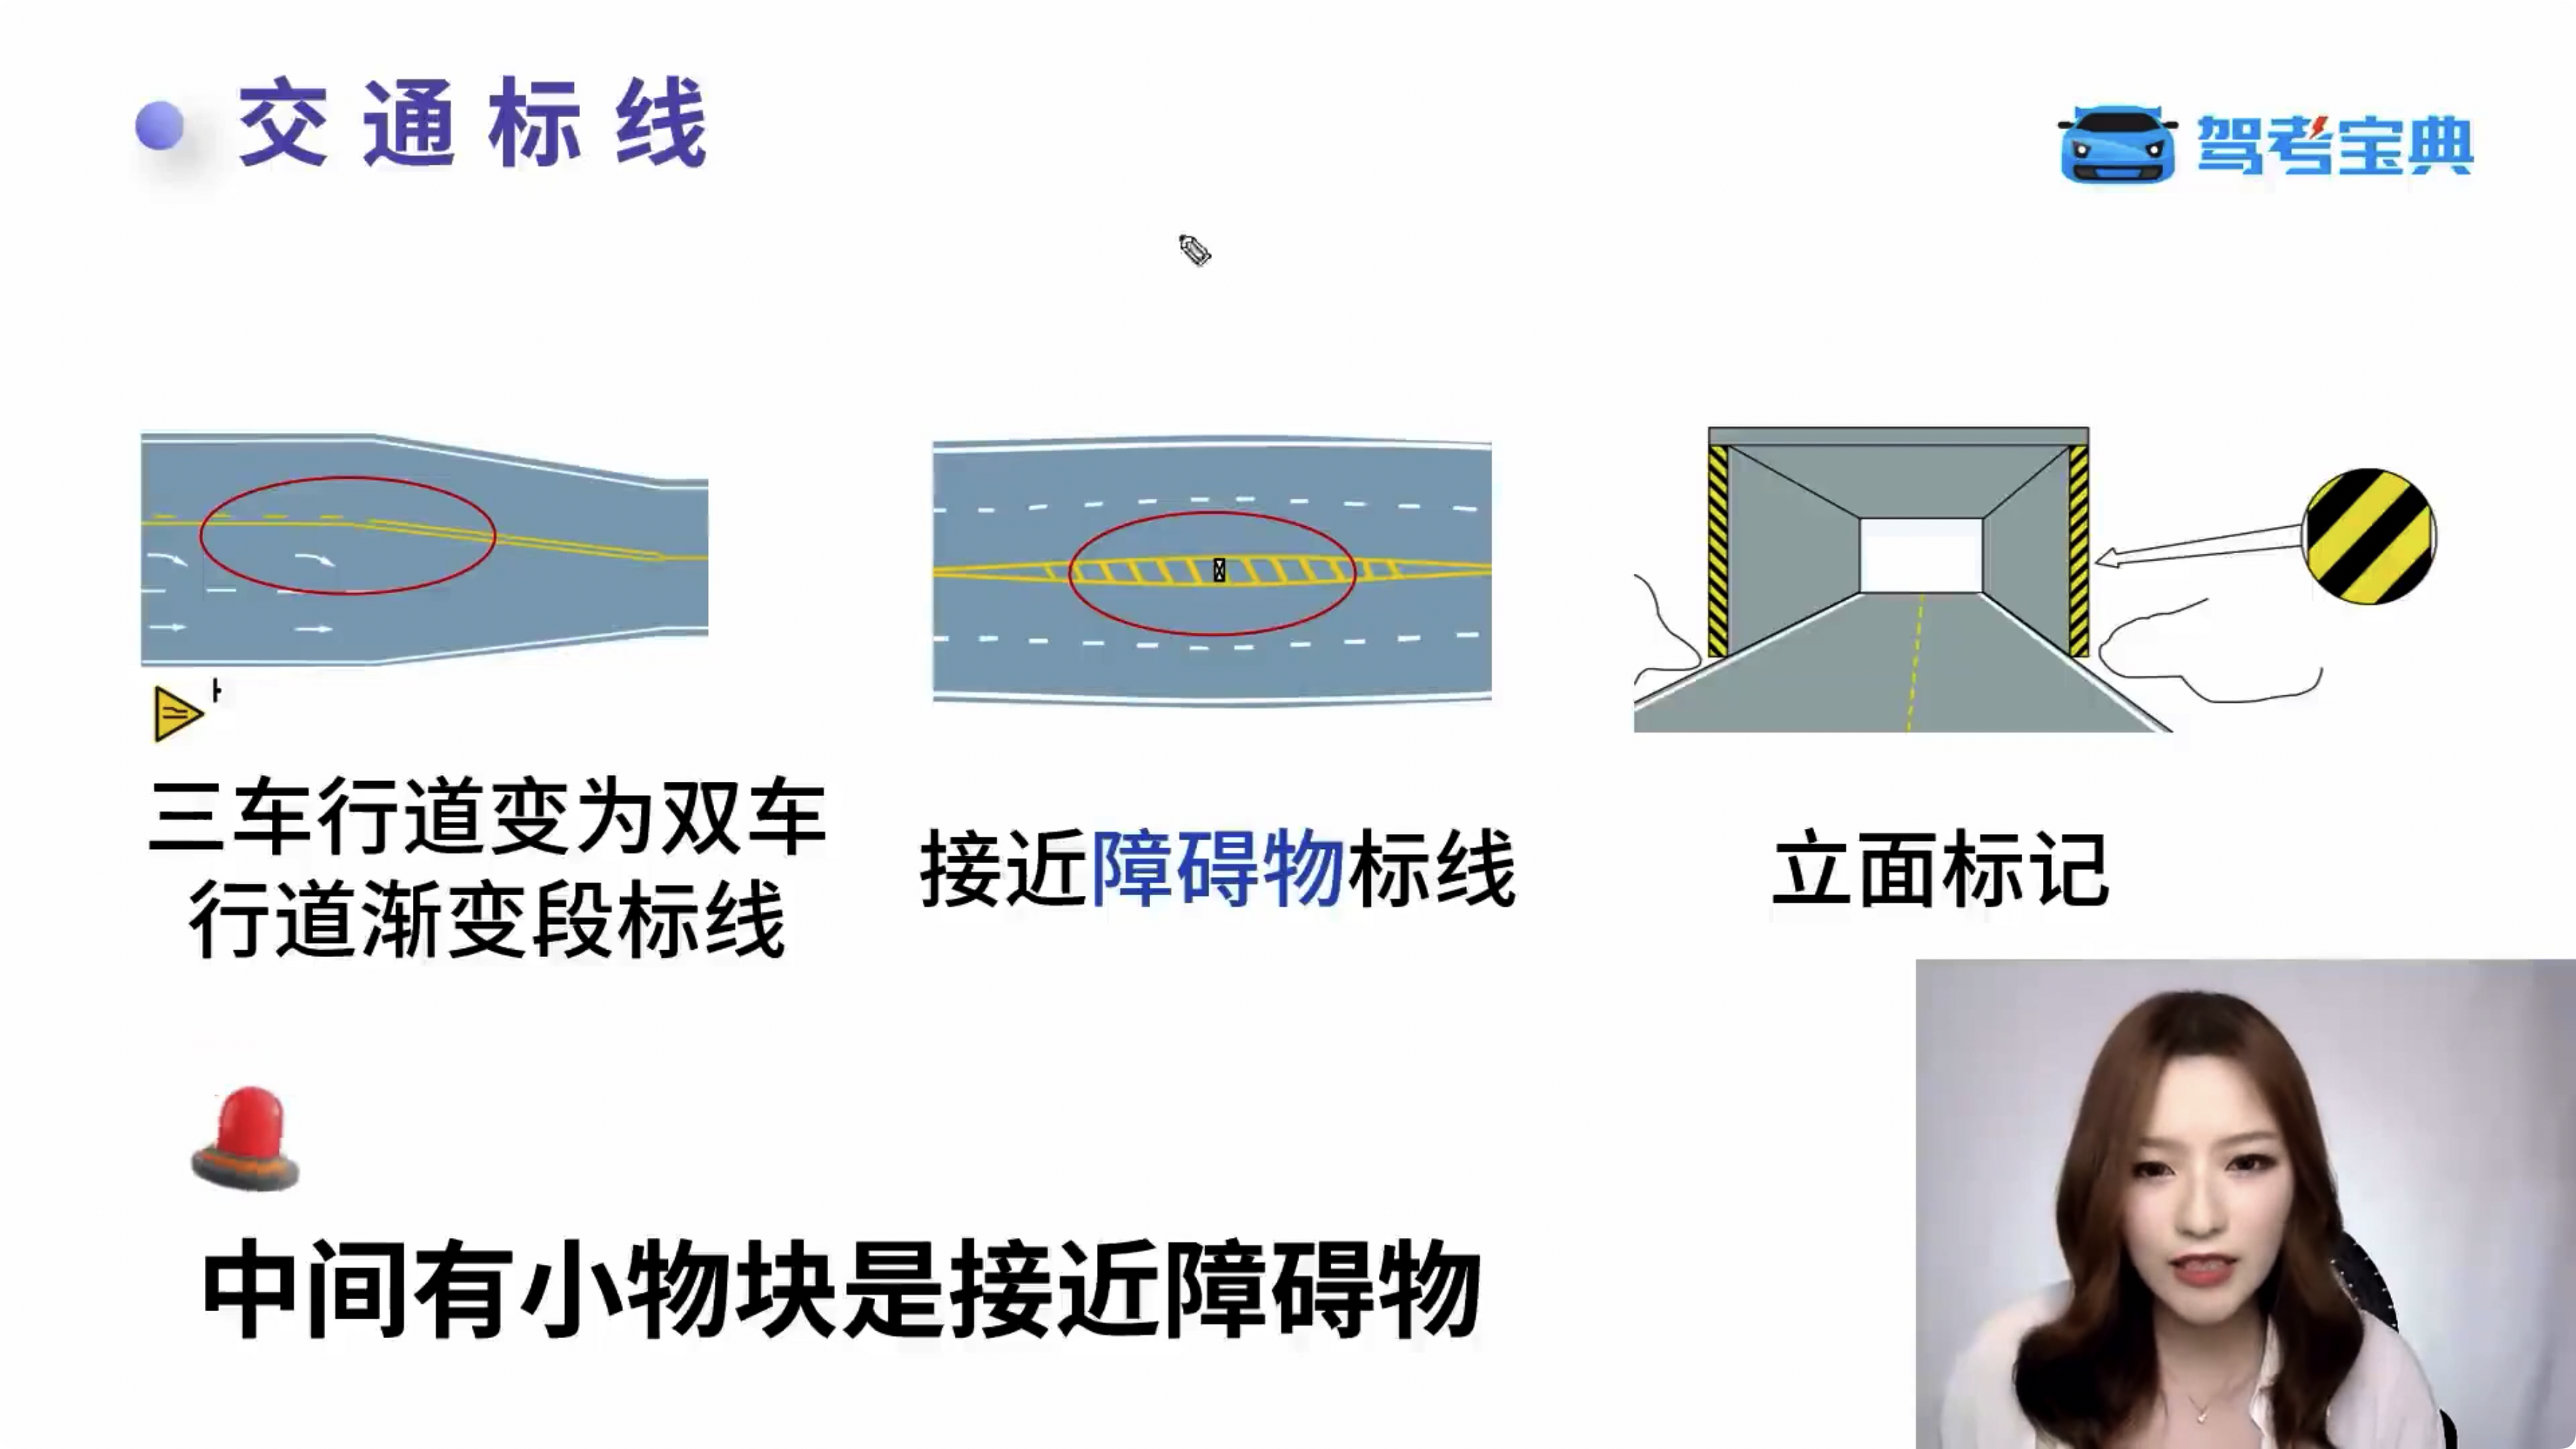 交通标线
驾考宝典
三车行道变为双车
行道渐变段标线
接近障碍物标线
立面标记
中间有小物块是接近障碍物